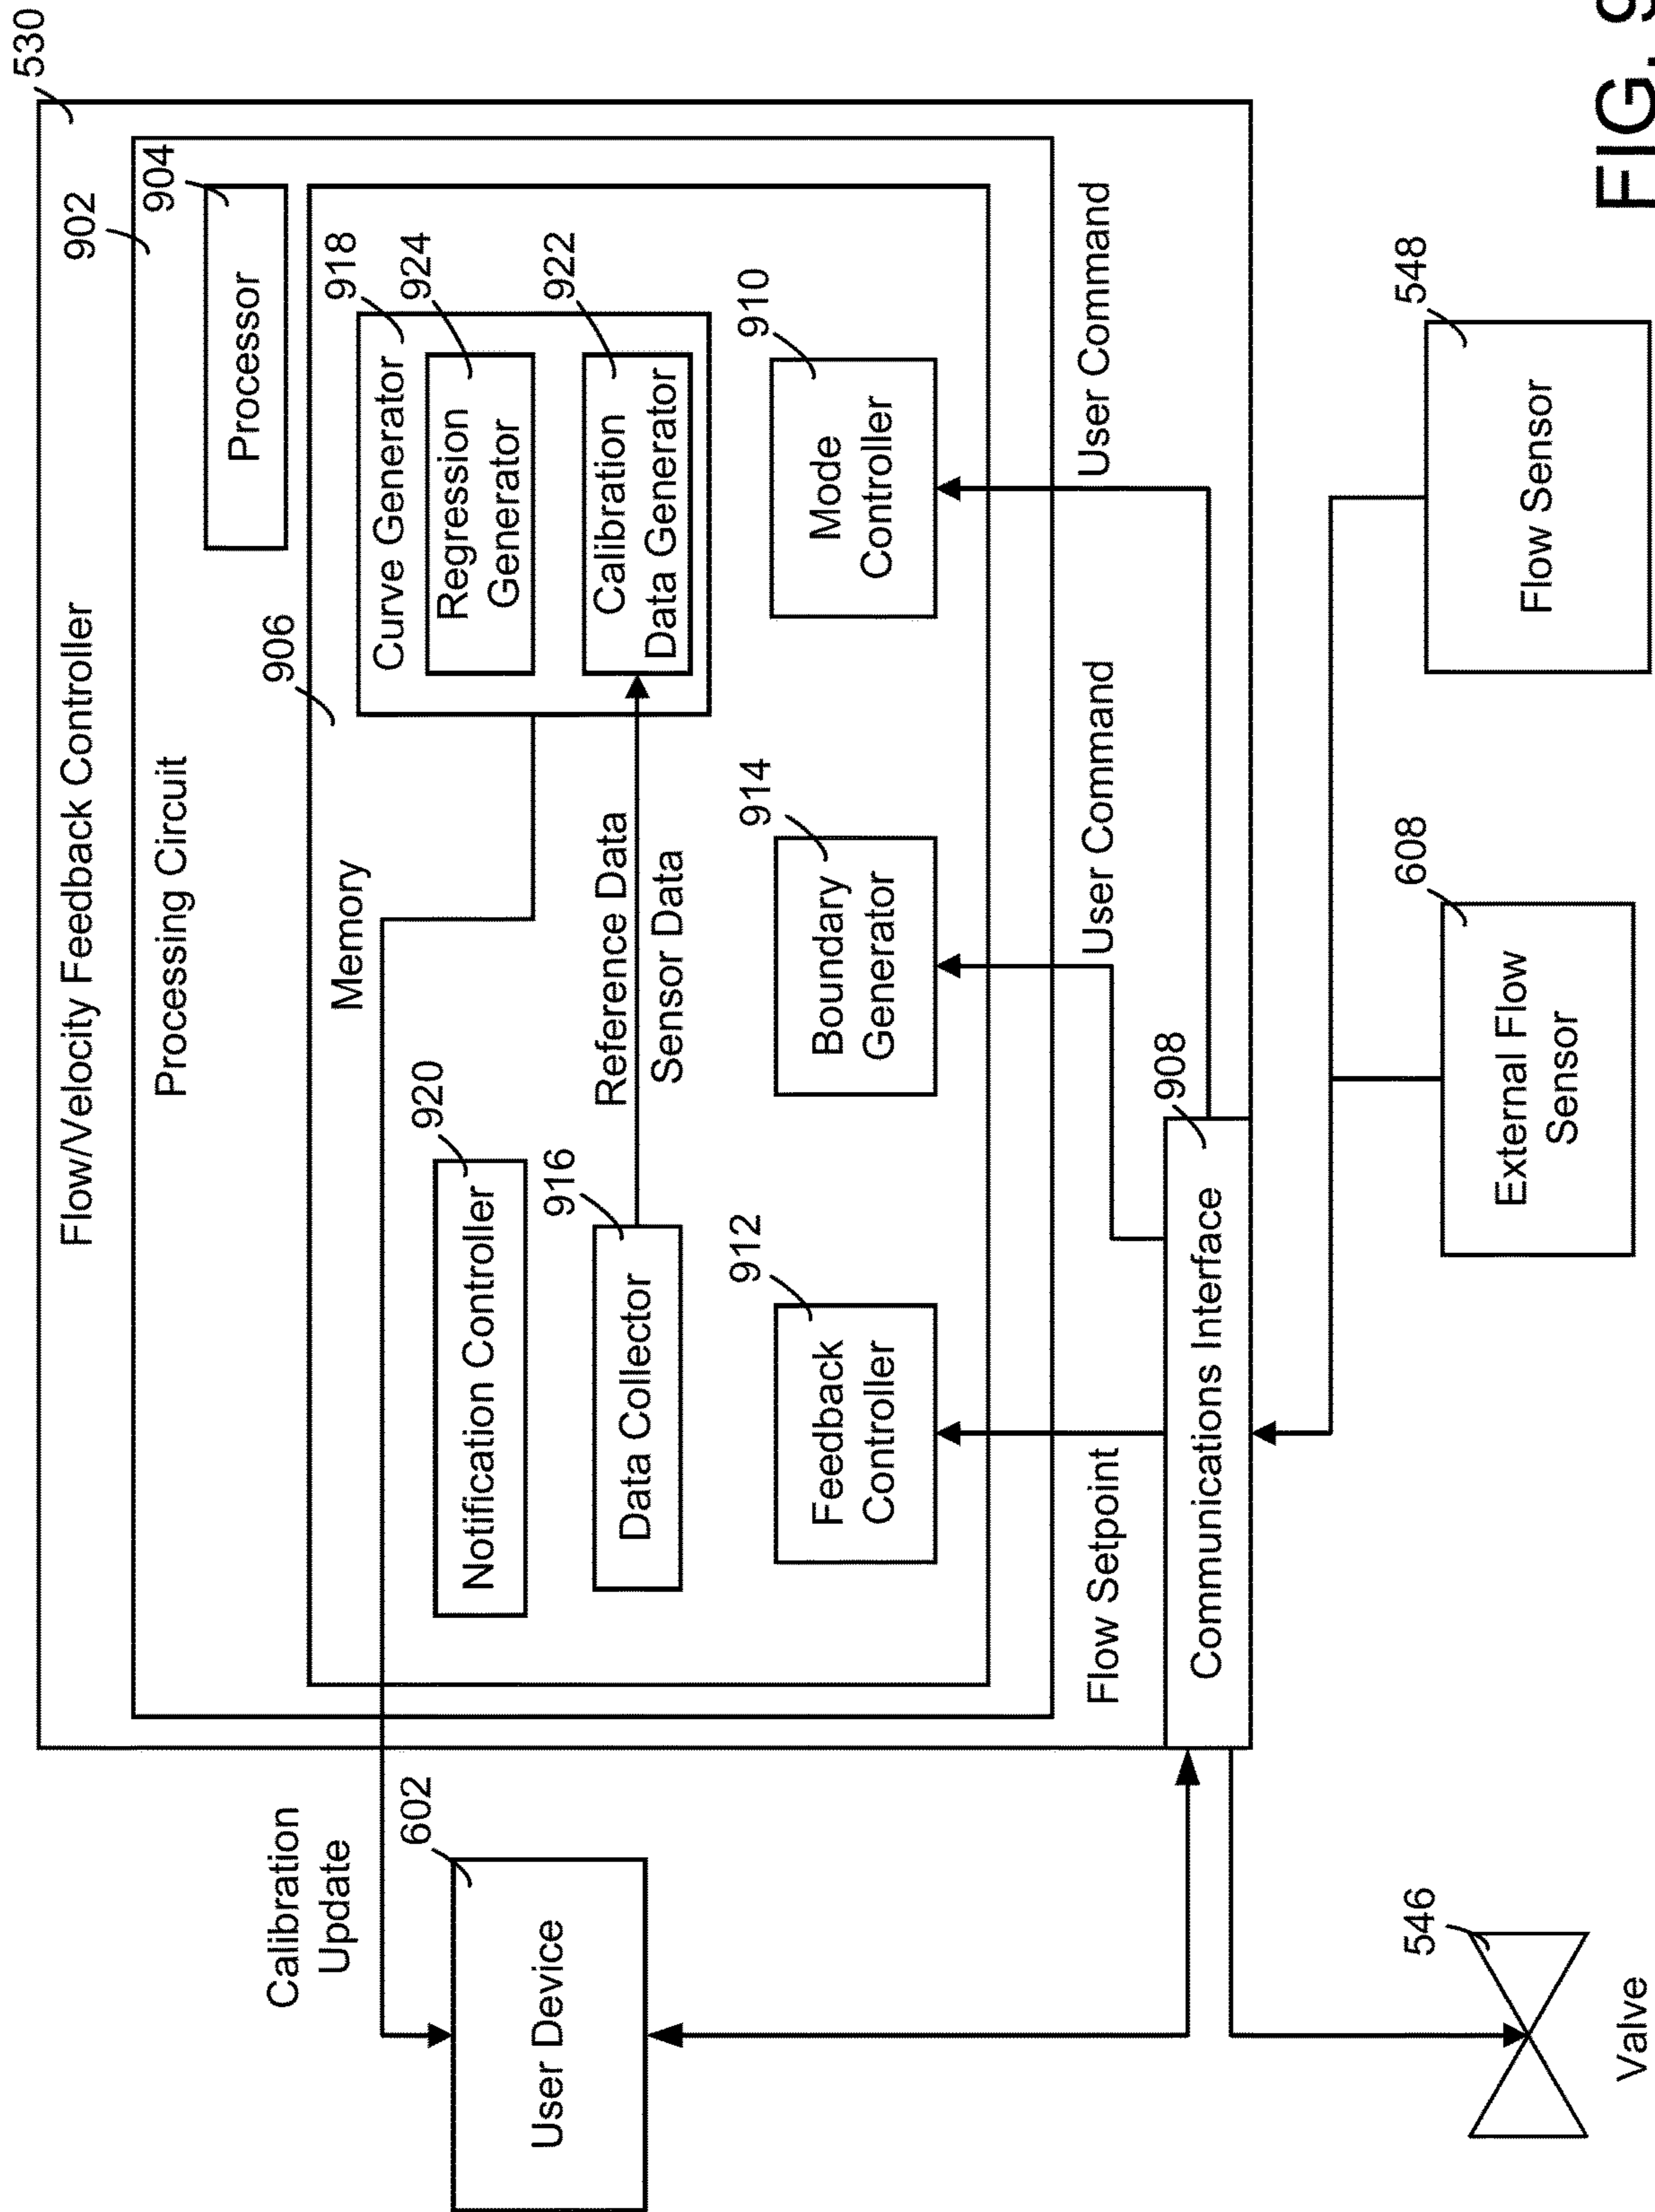 530
Flow/Velocity Feedback Controller
902
Processing Circuit
904
Processor
906
Memory
918
Curve Generator
924
Regression
Generator
922
Calibration
Data Generator
920
Notification Controller
916
Data Collector
Reference Data
Sensor Data
912
Feedback
Controller
914
Boundary
Generator
910
Mode
Controller
Flow Setpoint
User Command
User Command
908
Communications Interface
Calibration
Update
602
User Device
546
Valve
608
External Flow
Sensor
548
Flow Sensor
FIG. 9